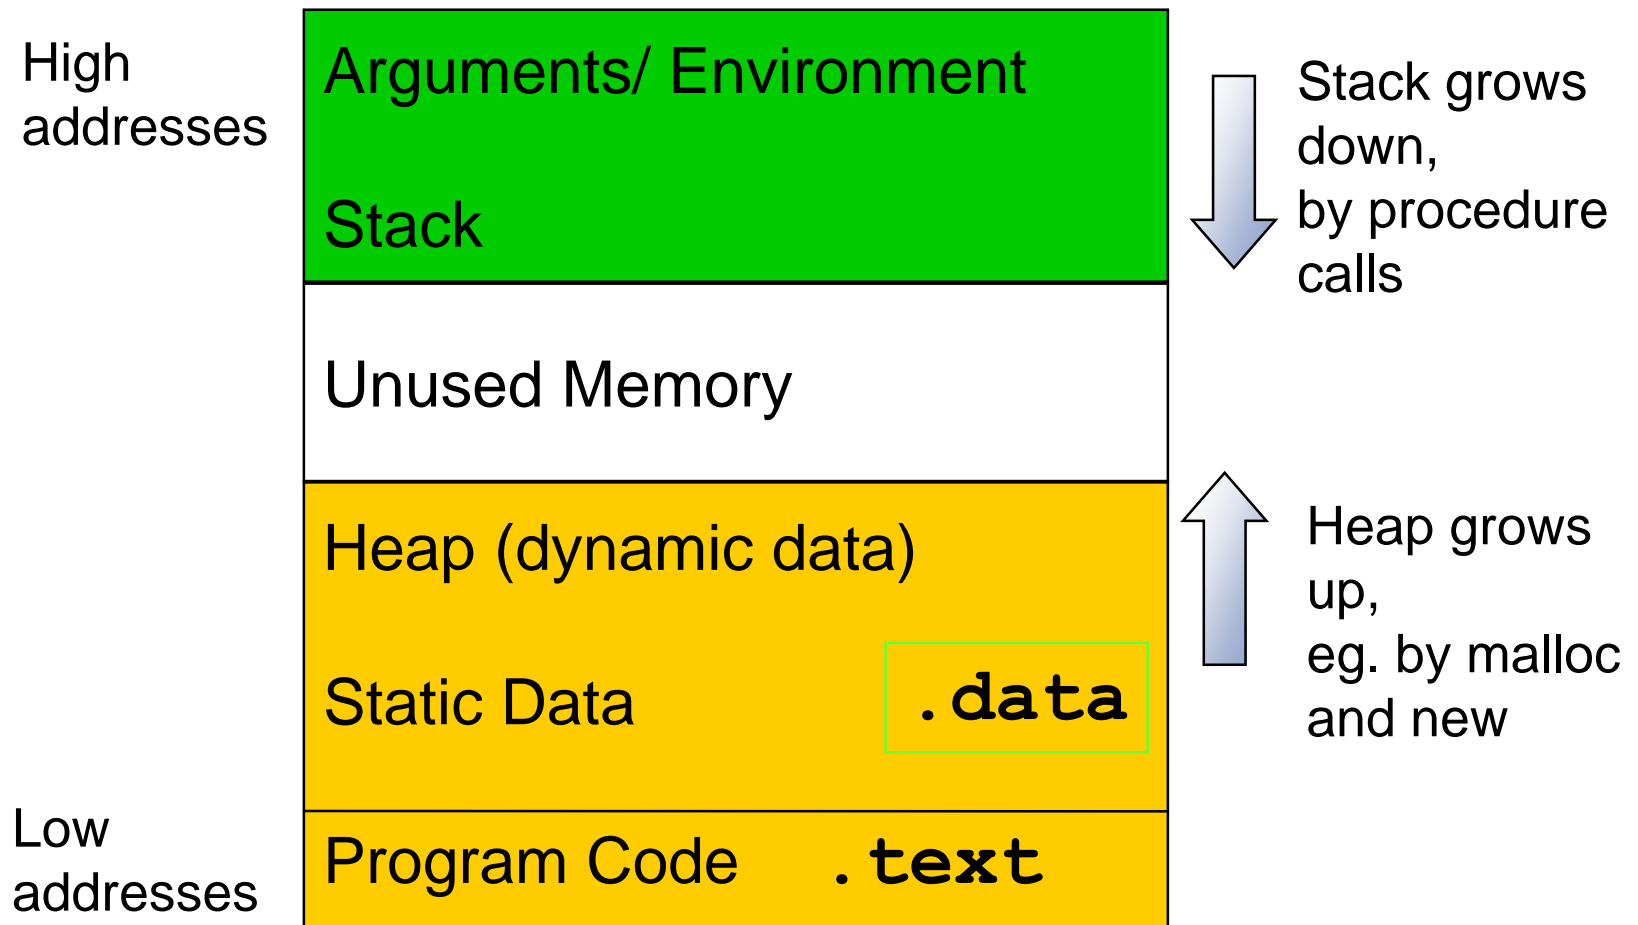 High
addresses
Arguments/ Environment
Stack
Stack grows
down,
by procedure
calls
Unused Memory
Heap (dynamic data)
Heap grows
up,
eg. by malloc
and new
Static Data .data
Low
addresses
Program Code .text